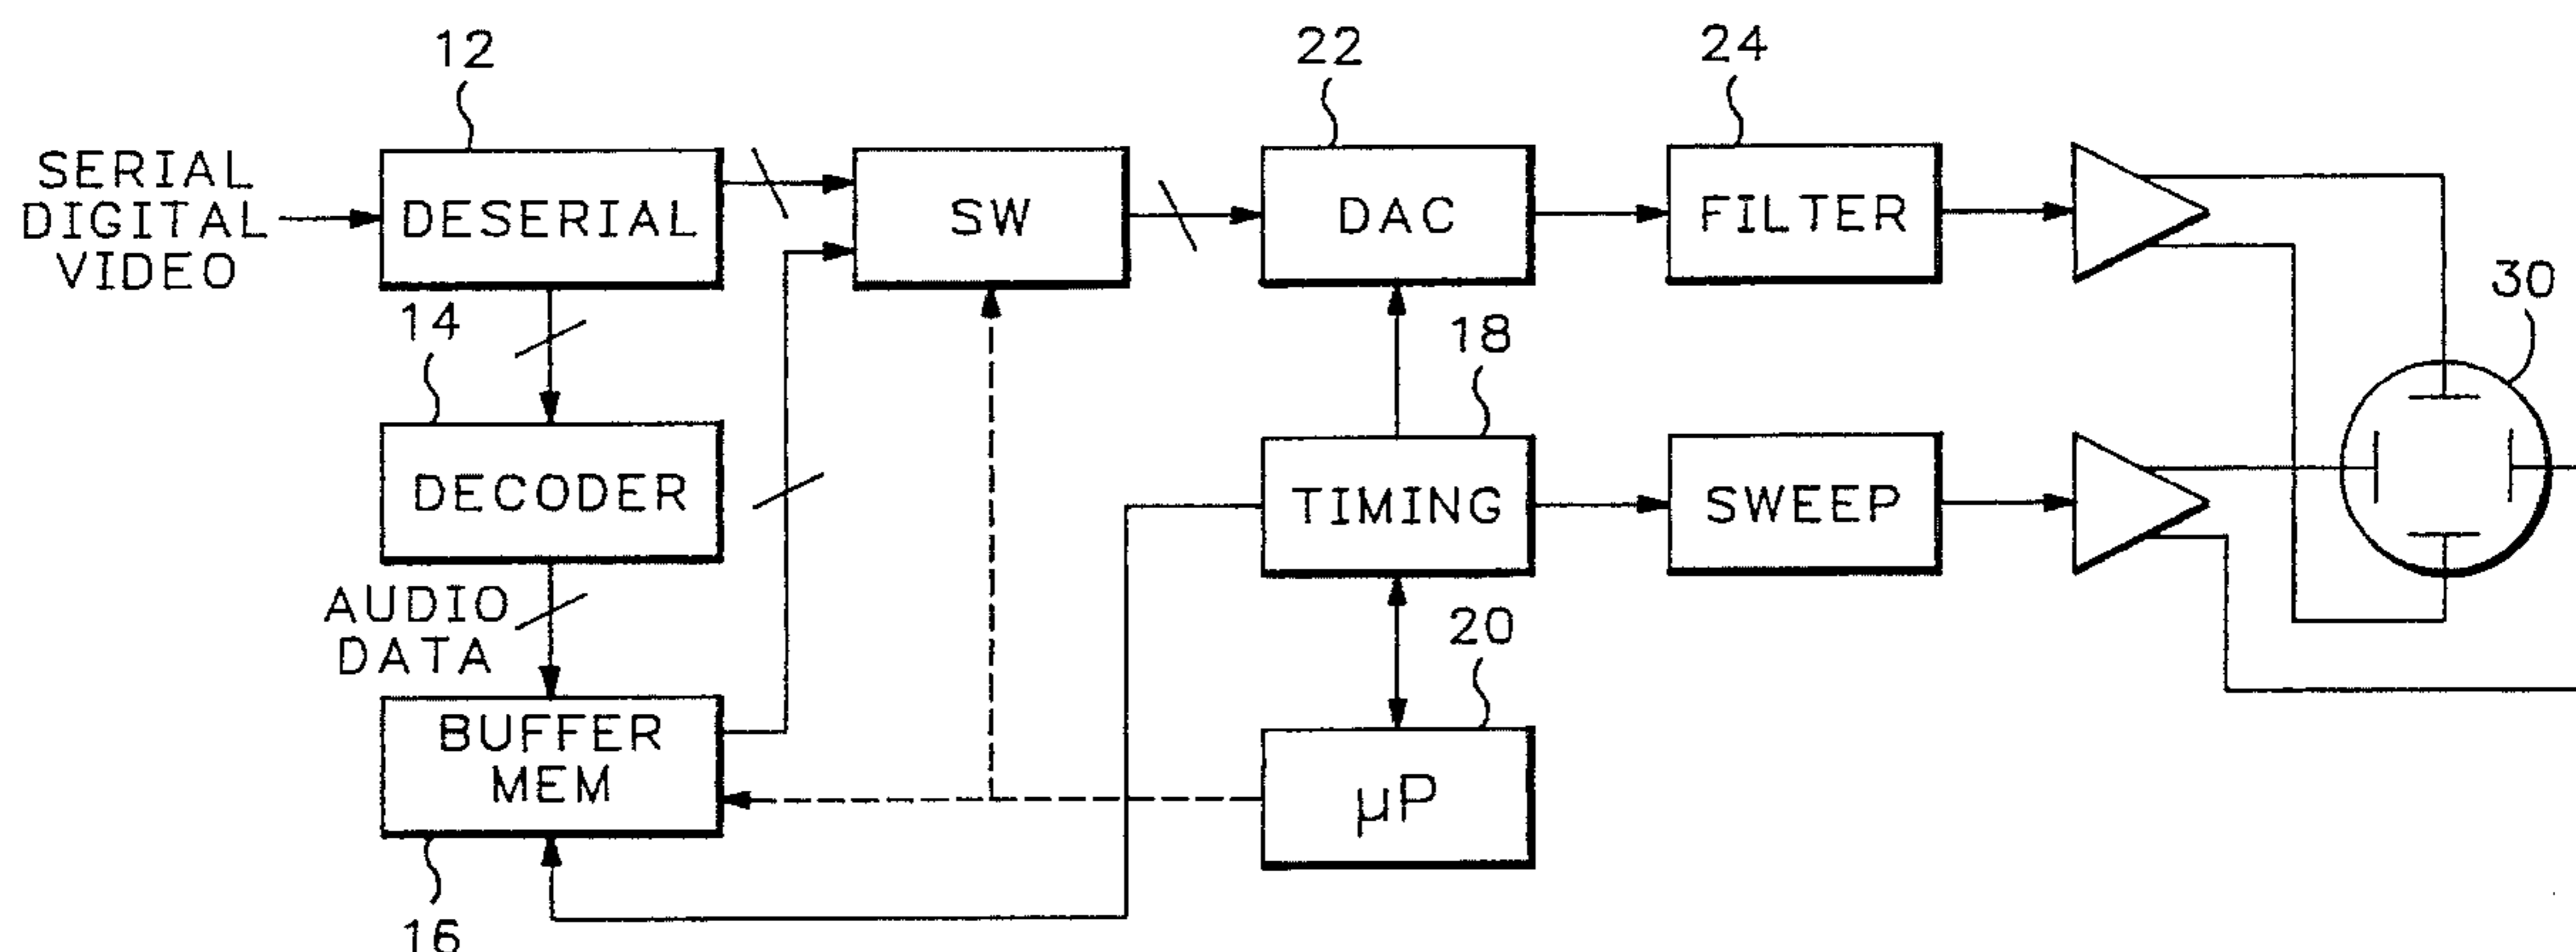 12
22
24
SERIAL
DIGITAL
VIDEO
DESERIAL
SW
DAC
FILTER
30
14
18
DECODER
TIMING
SWEEP
AUDIO
DATA
20
BUFFER
MEM
µP
16